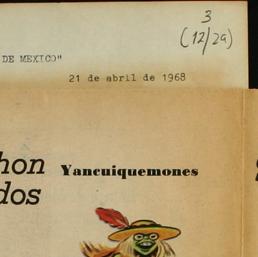 3
(12/29)
DE MEXICO"
21 de abril de 1968
hon Yancuiquemones
dos